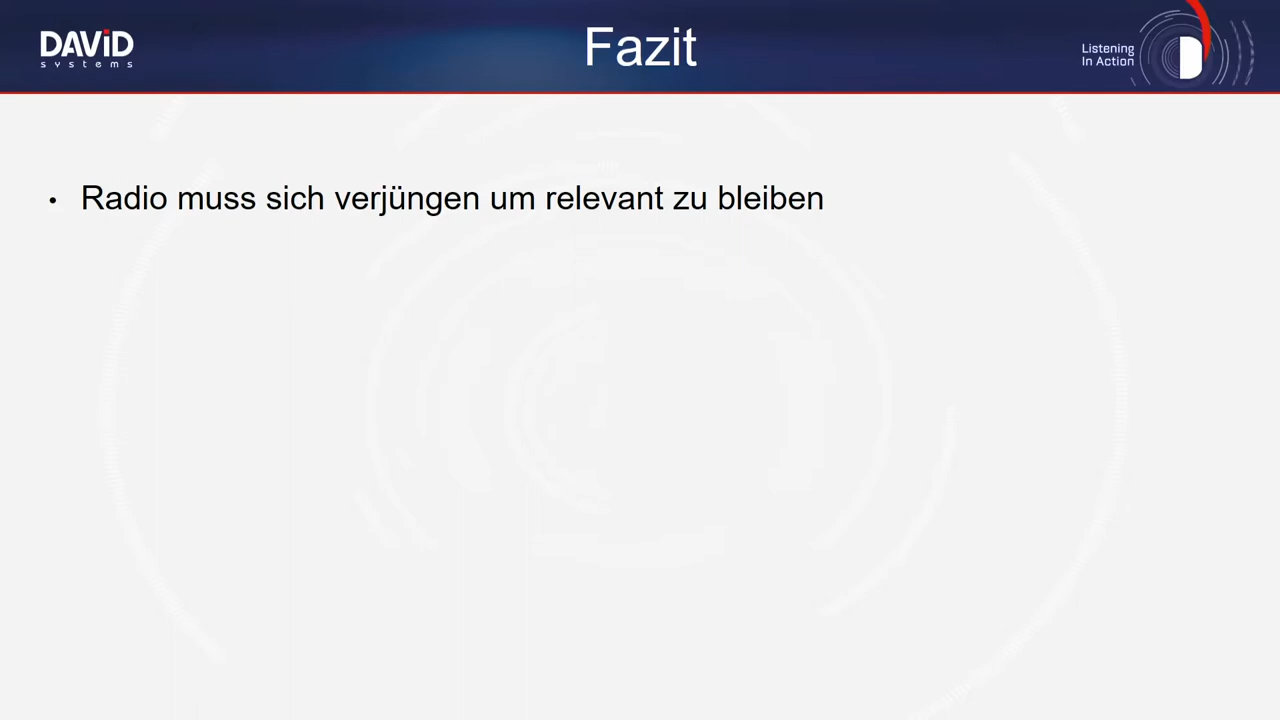 DAViD
systems
Fazit
Listening
In Action
• Radio muss sich verjüngen um relevant zu bleiben